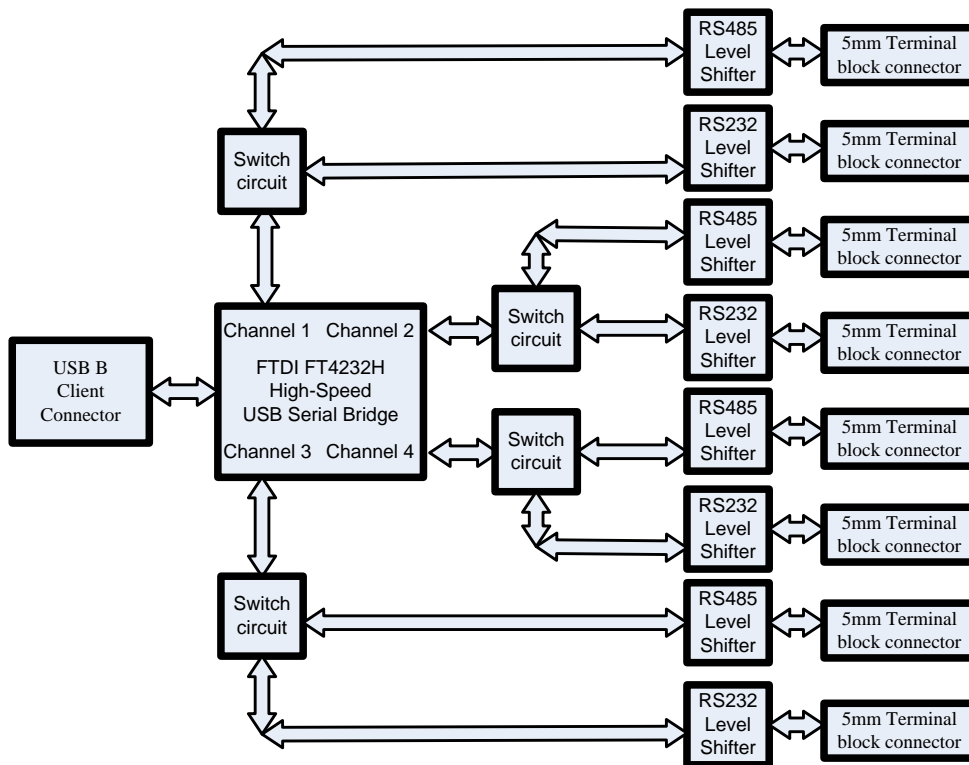 RS485
Level
Shifter
5mm Terminal
block connector
RS232
Level
Shifter
5mm Terminal
block connector
Switch
circuit
RS485
Level
Shifter
5mm Terminal
block connector
Switch
circuit
RS232
Level
Shifter
5mm Terminal
block connector
Channel 1 Channel 2
FTDI FT4232H
High-Speed
USB Serial Bridge
Channel 3 Channel 4
USB B
Client
Connector
RS485
Level
Shifter
5mm Terminal
block connector
Switch
circuit
RS232
Level
Shifter
5mm Terminal
block connector
Switch
circuit
RS485
Level
Shifter
5mm Terminal
block connector
RS232
Level
Shifter
5mm Terminal
block connector